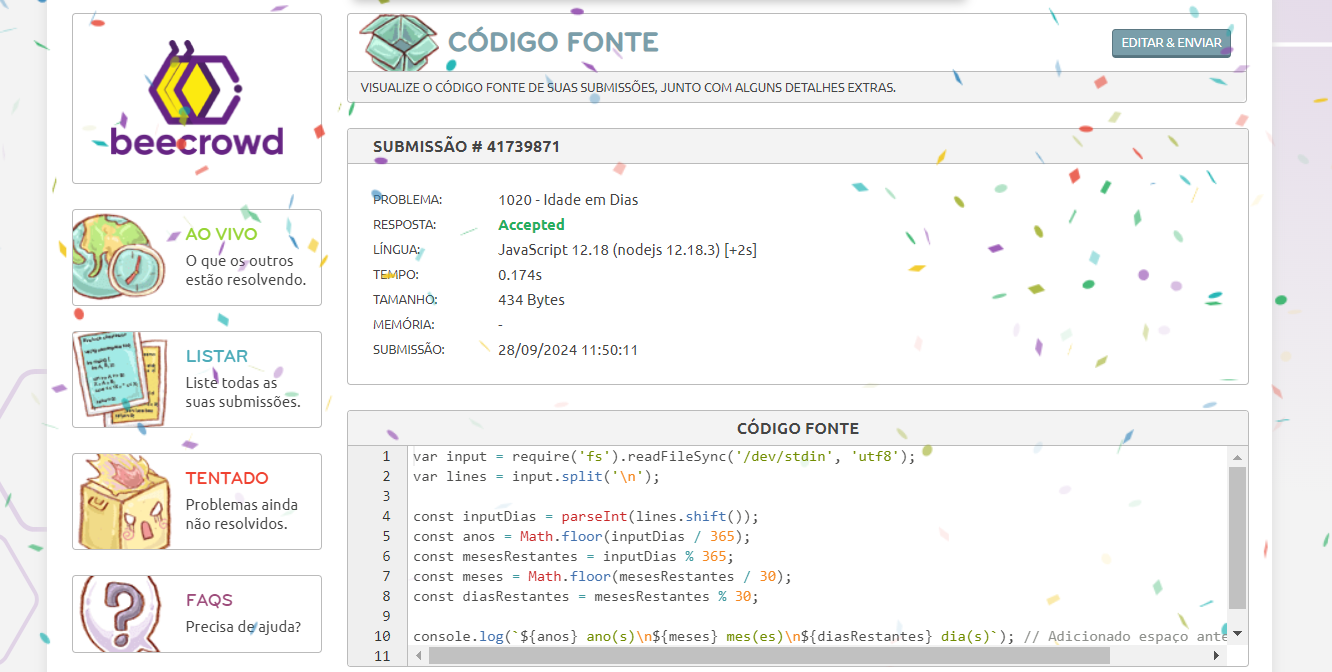 beecrowd
AO VIVO
O que os outros
estão resolvendo.
LISTAR
Liste todas as
suas submissões.
TENTADO
Problemas ainda
não resolvidos.
FAQS
Precisa de ajuda?
CÓDIGO FONTE
EDITAR & ENVIAR
VISUALIZE O CÓDIGO FONTE DE SUAS SUBMISSÕES, JUNTO COM ALGUNS DETALHES EXTRAS.
SUBMISSÃO # 41739871
PROBLEMA: 1020 - Idade em Dias
RESPOSTA: Accepted
LÍNGUA: JavaScript 12.18 (nodejs 12.18.3) [+2s]
TEMPO: 0.174s
TAMANHO: 434 Bytes
MEMÓRIA: -
SUBMISSÃO: 28/09/2024 11:50:11
CÓDIGO FONTE
1 var input = require('fs').readFileSync('/dev/stdin', 'utf8');
2 var lines = input.split('\n');
3
4 const inputDias = parseInt(lines.shift());
5 const anos = Math.floor(inputDias / 365);
6 const mesesRestantes = inputDias % 365;
7 const meses = Math.floor(mesesRestantes / 30);
8 const diasRestantes = mesesRestantes % 30;
9
10 console.log(`${anos} ano(s)\n${meses} mes(es)\n${diasRestantes} dia(s)`); // Adicionado espaço ante
11